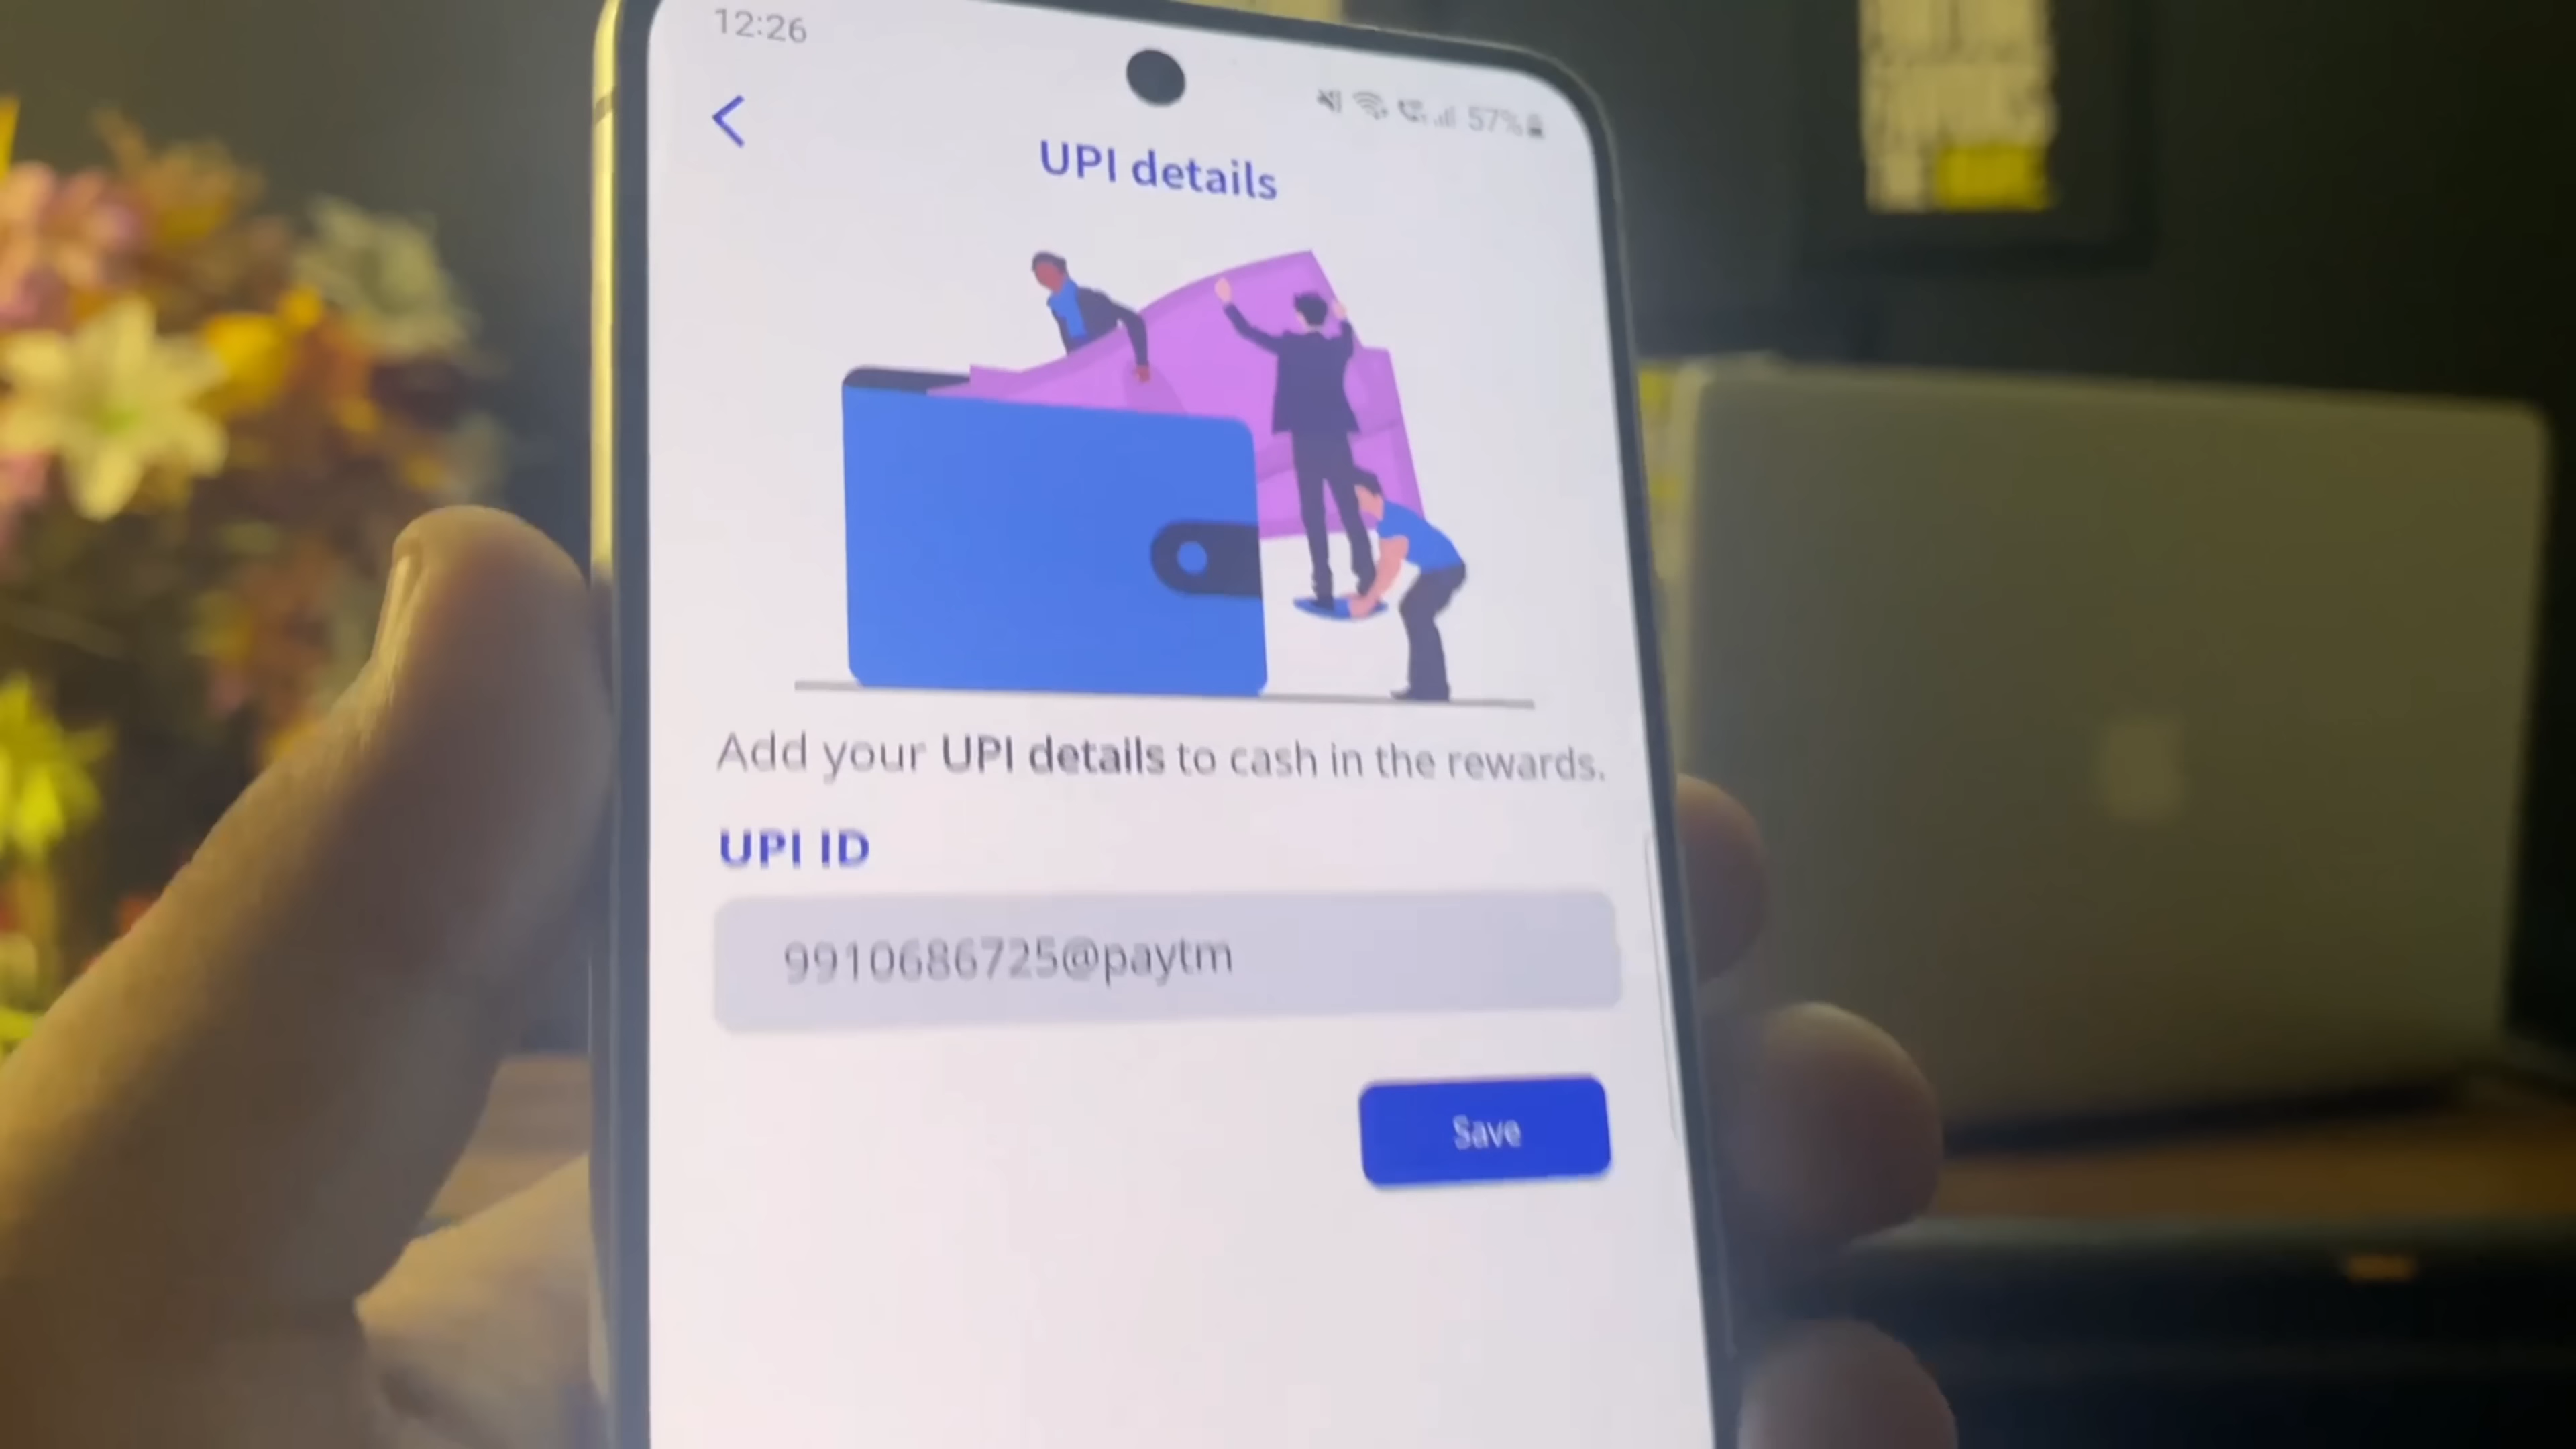 12:26
57%
UPI details
Add your UPI details to cash in the rewards.
UPI ID
9910686725@paytm
Save